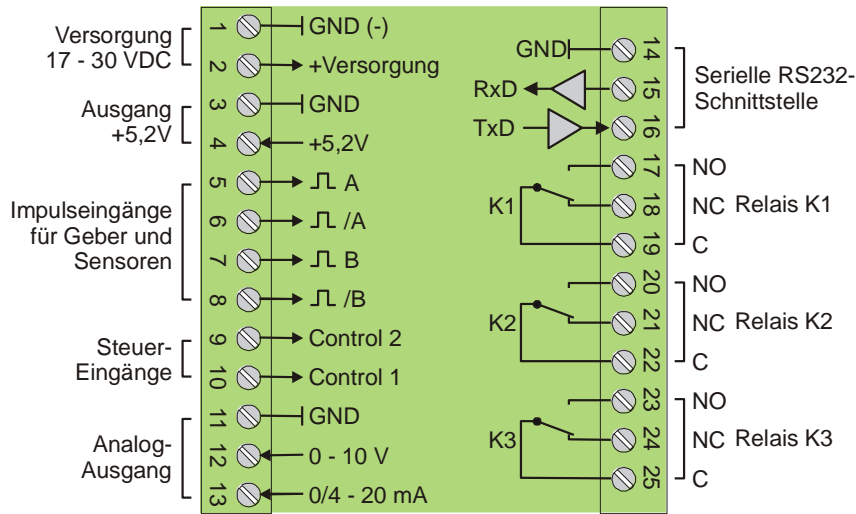 Versorgung
17 - 30 VDC
Ausgang
+5,2V
Impulseingänge
für Geber und
Sensoren
Steuer-
Eingänge
Analog-
Ausgang
1 GND (-)
2 +Versorgung
3 GND
4 +5,2V
5 A
6 /A
7 B
8 /B
9 Control 2
10 Control 1
11 GND
12 0 - 10 V
13 0/4 - 20 mA
GND 14
RxD 15
TxD 16
Serielle RS232-
Schnittstelle
17 NO
K1 18 NC Relais K1
19 C
20 NO
K2 21 NC Relais K2
22 C
23 NO
K3 24 NC Relais K3
25 C